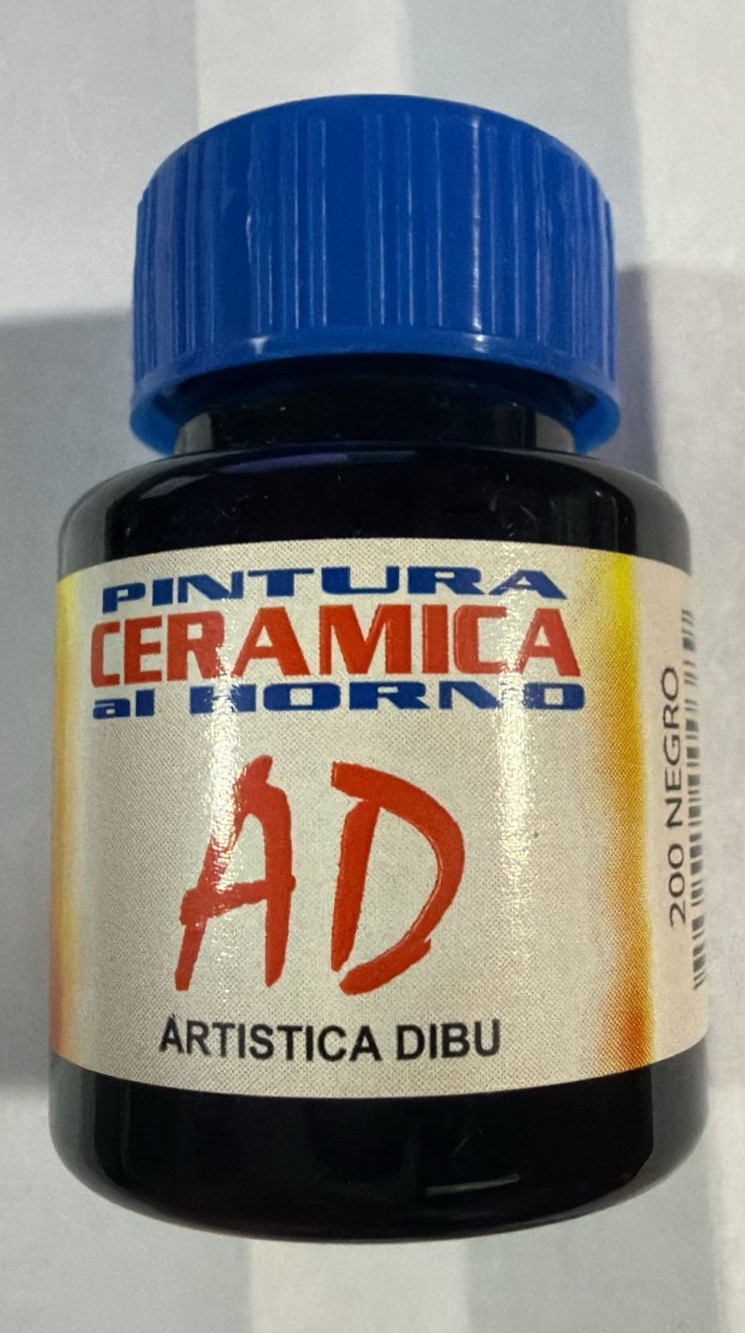 PINTURA
CERAMICA
al HORNO
AD
ARTISTICA DIBU
200 NEGRO